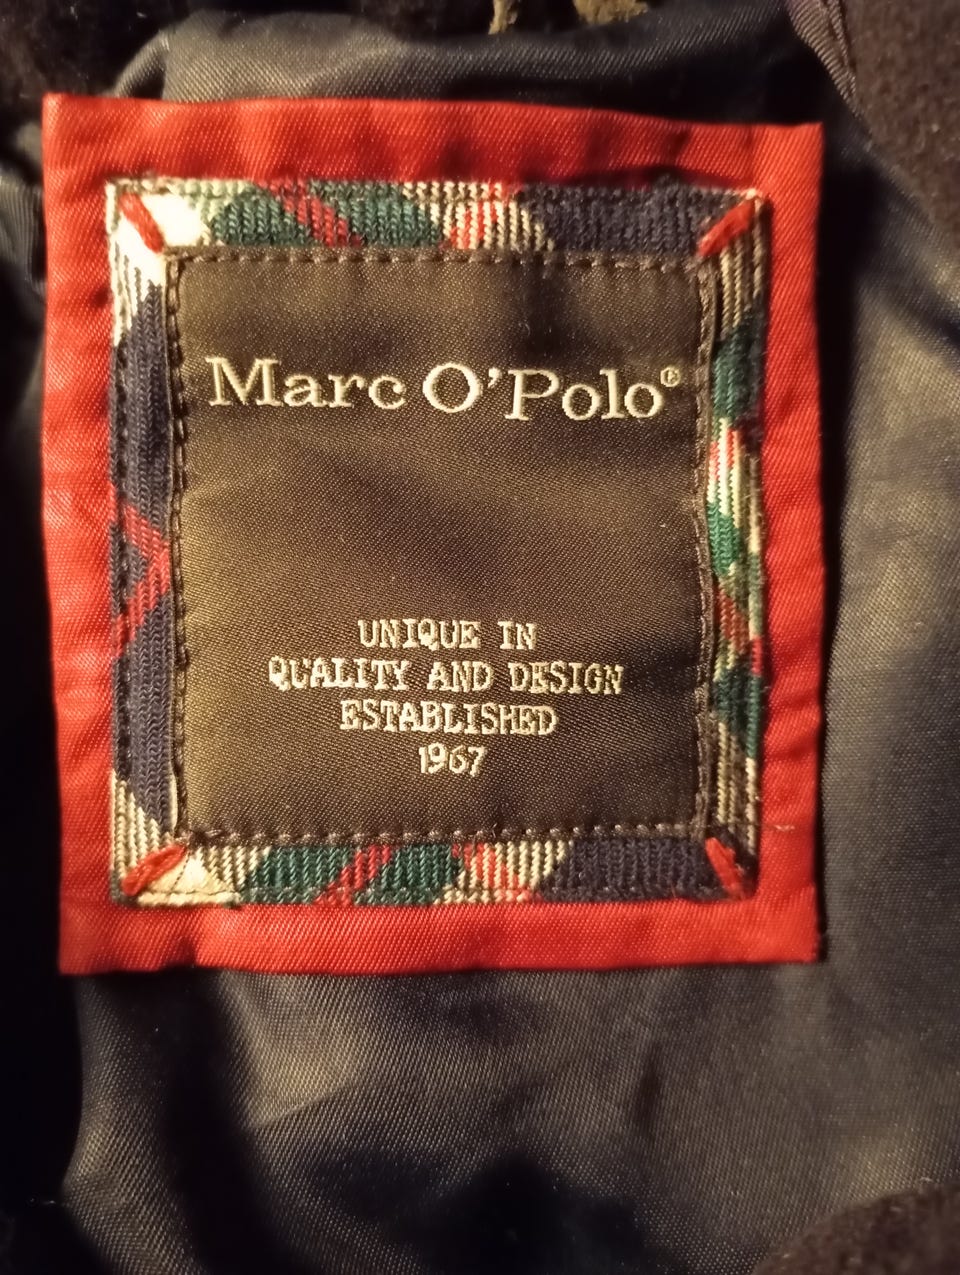 Marc O'Polo®
UNIQUE IN
QUALITY AND DESIGN
ESTABLISHED
1967